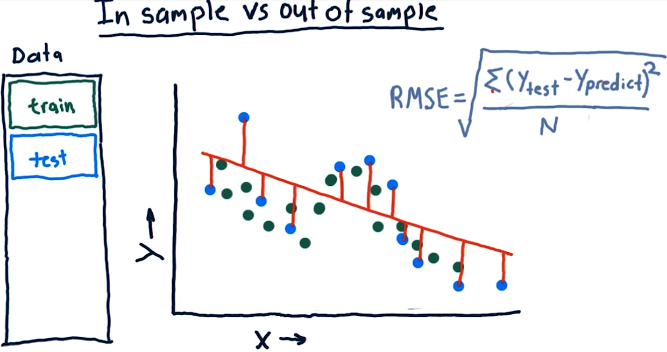 In sample vs out of sample
Data
train
test
RMSE = √(Σ(Ytest - Ypredict)² / N)
Y →
X →